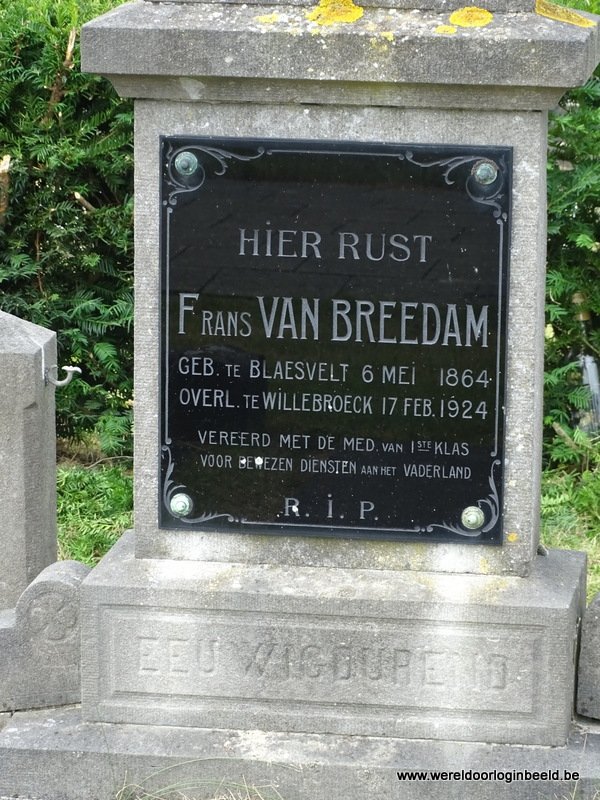 HIER RUST
FRANS VAN BREEDAM
GEB. TE BLAESVELT 6 MEI 1864
OVERL. TE WILLEBROECK 17 FEB. 1924
VEREERD MET DE MED. VAN 1STE KLAS
VOOR BEWEZEN DIENSTEN AAN HET VADERLAND
R. I. P.
EEUWIGDUREND
www.wereldoorloginbeeld.be